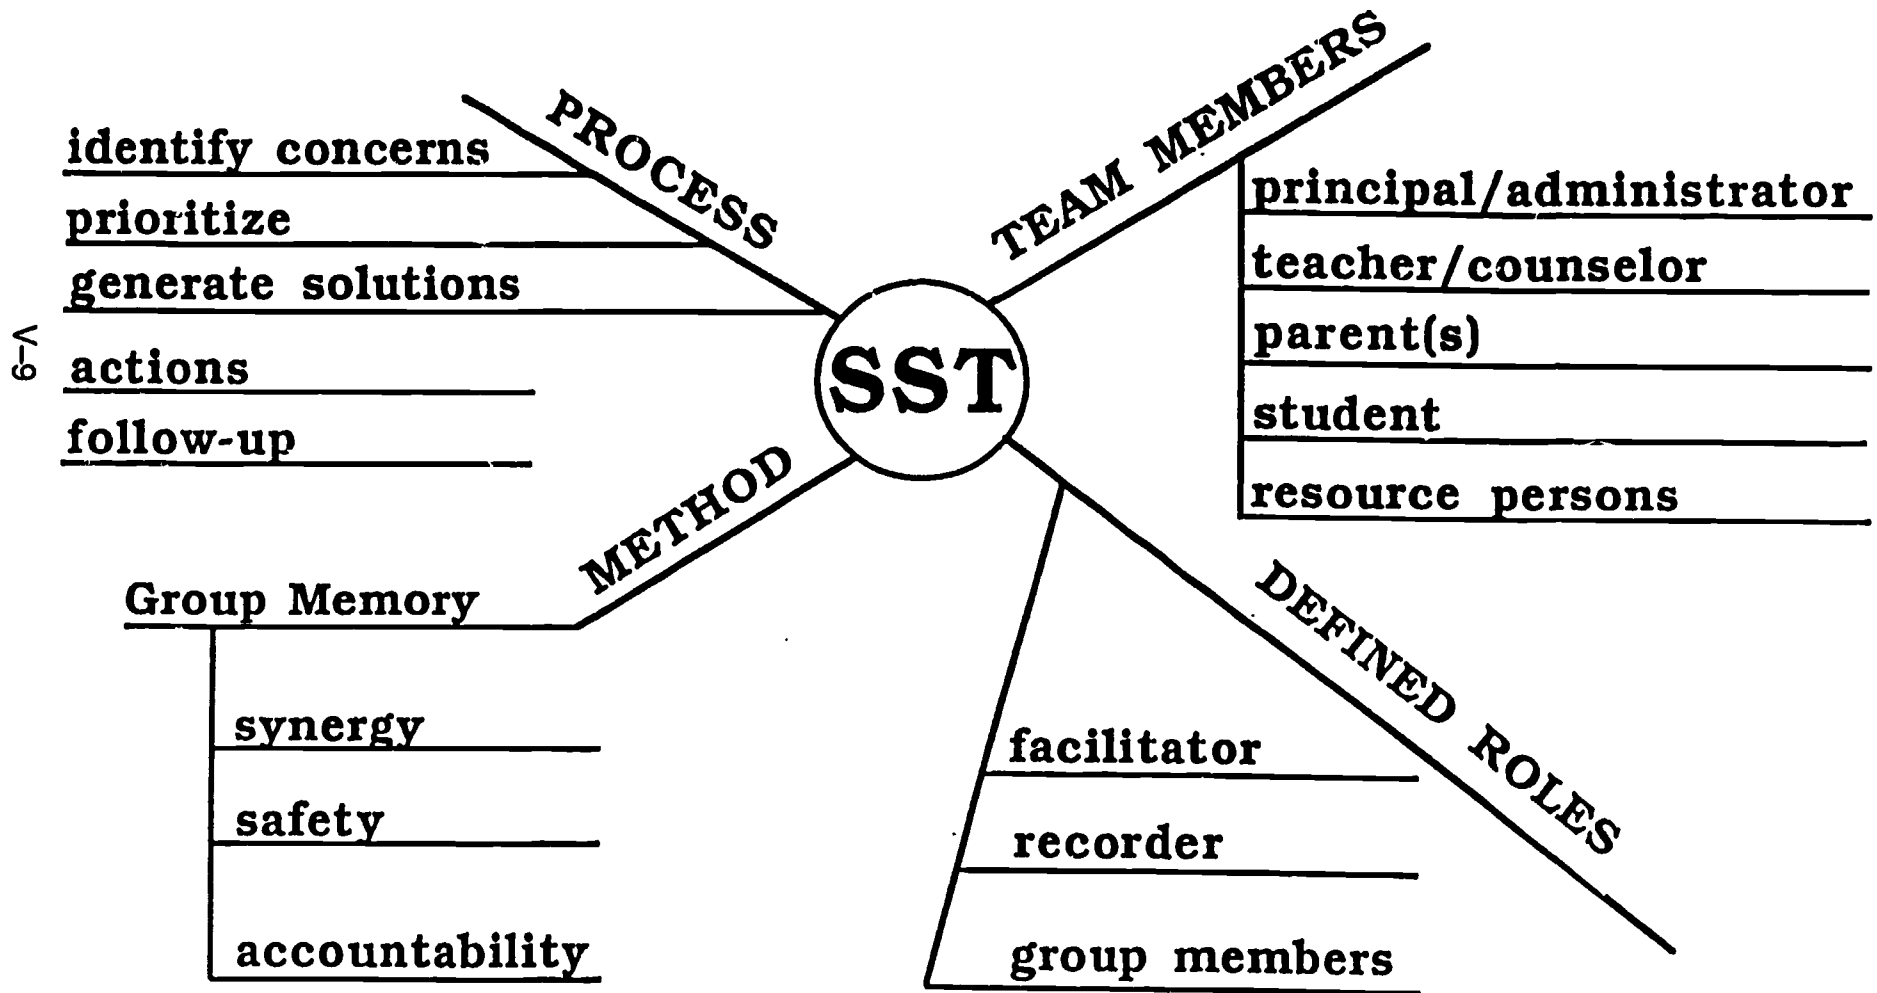 PROCESS
identify concerns
prioritize
generate solutions
actions
follow-up
TEAM MEMBERS
principal/administrator
teacher/counselor
parent(s)
student
resource persons
SST
METHOD
Group Memory
synergy
safety
accountability
DEFINED ROLES
facilitator
recorder
group members
V-9